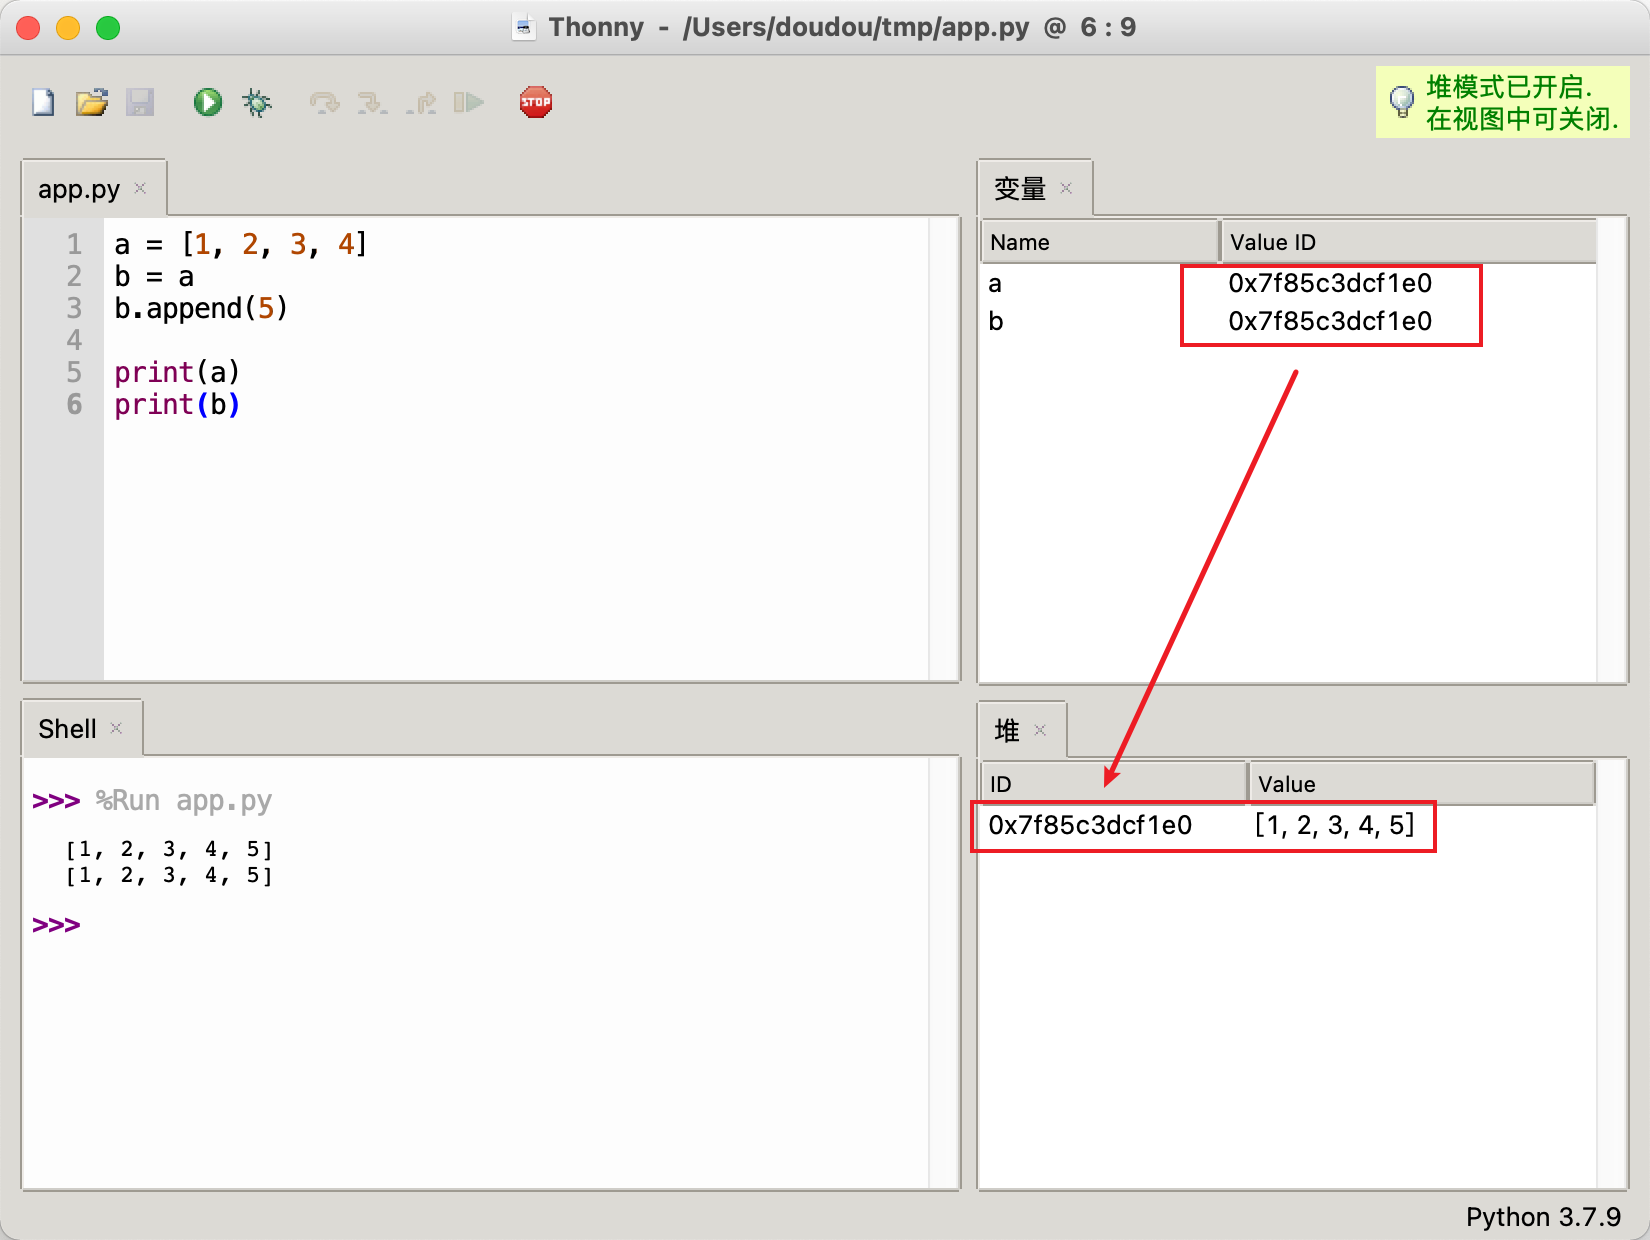 Thonny - /Users/doudou/tmp/app.py @ 6 : 9
STOP
堆模式已开启.
在视图中可关闭.
app.py
1 a = [1, 2, 3, 4]
2 b = a
3 b.append(5)
4
5 print(a)
6 print(b)
变量
Name Value ID
a 0x7f85c3dcf1e0
b 0x7f85c3dcf1e0
Shell
>>> %Run app.py
[1, 2, 3, 4, 5]
[1, 2, 3, 4, 5]
>>>
堆
ID Value
0x7f85c3dcf1e0 [1, 2, 3, 4, 5]
Python 3.7.9